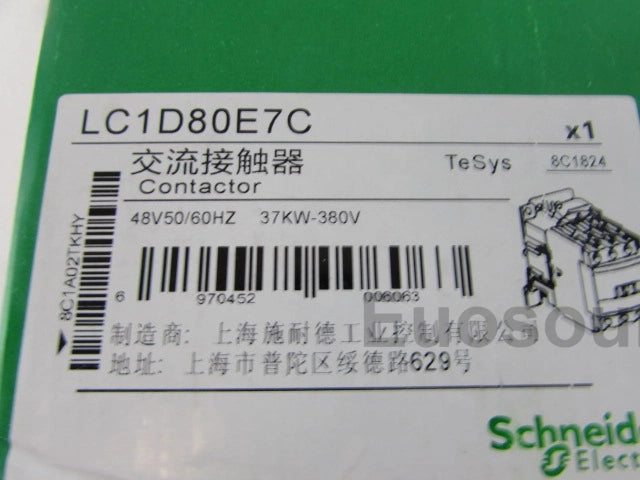 LC1D80E7C
x1
交流接触器
TeSys
8C1824
Contactor
48V50/60HZ 37KW-380V
8C1A02TKHY
6 970452 006063
制造商: 上海施耐德工业控制有限公司
地址: 上海市普陀区绥德路629号
Euosou
Schneid
Elect